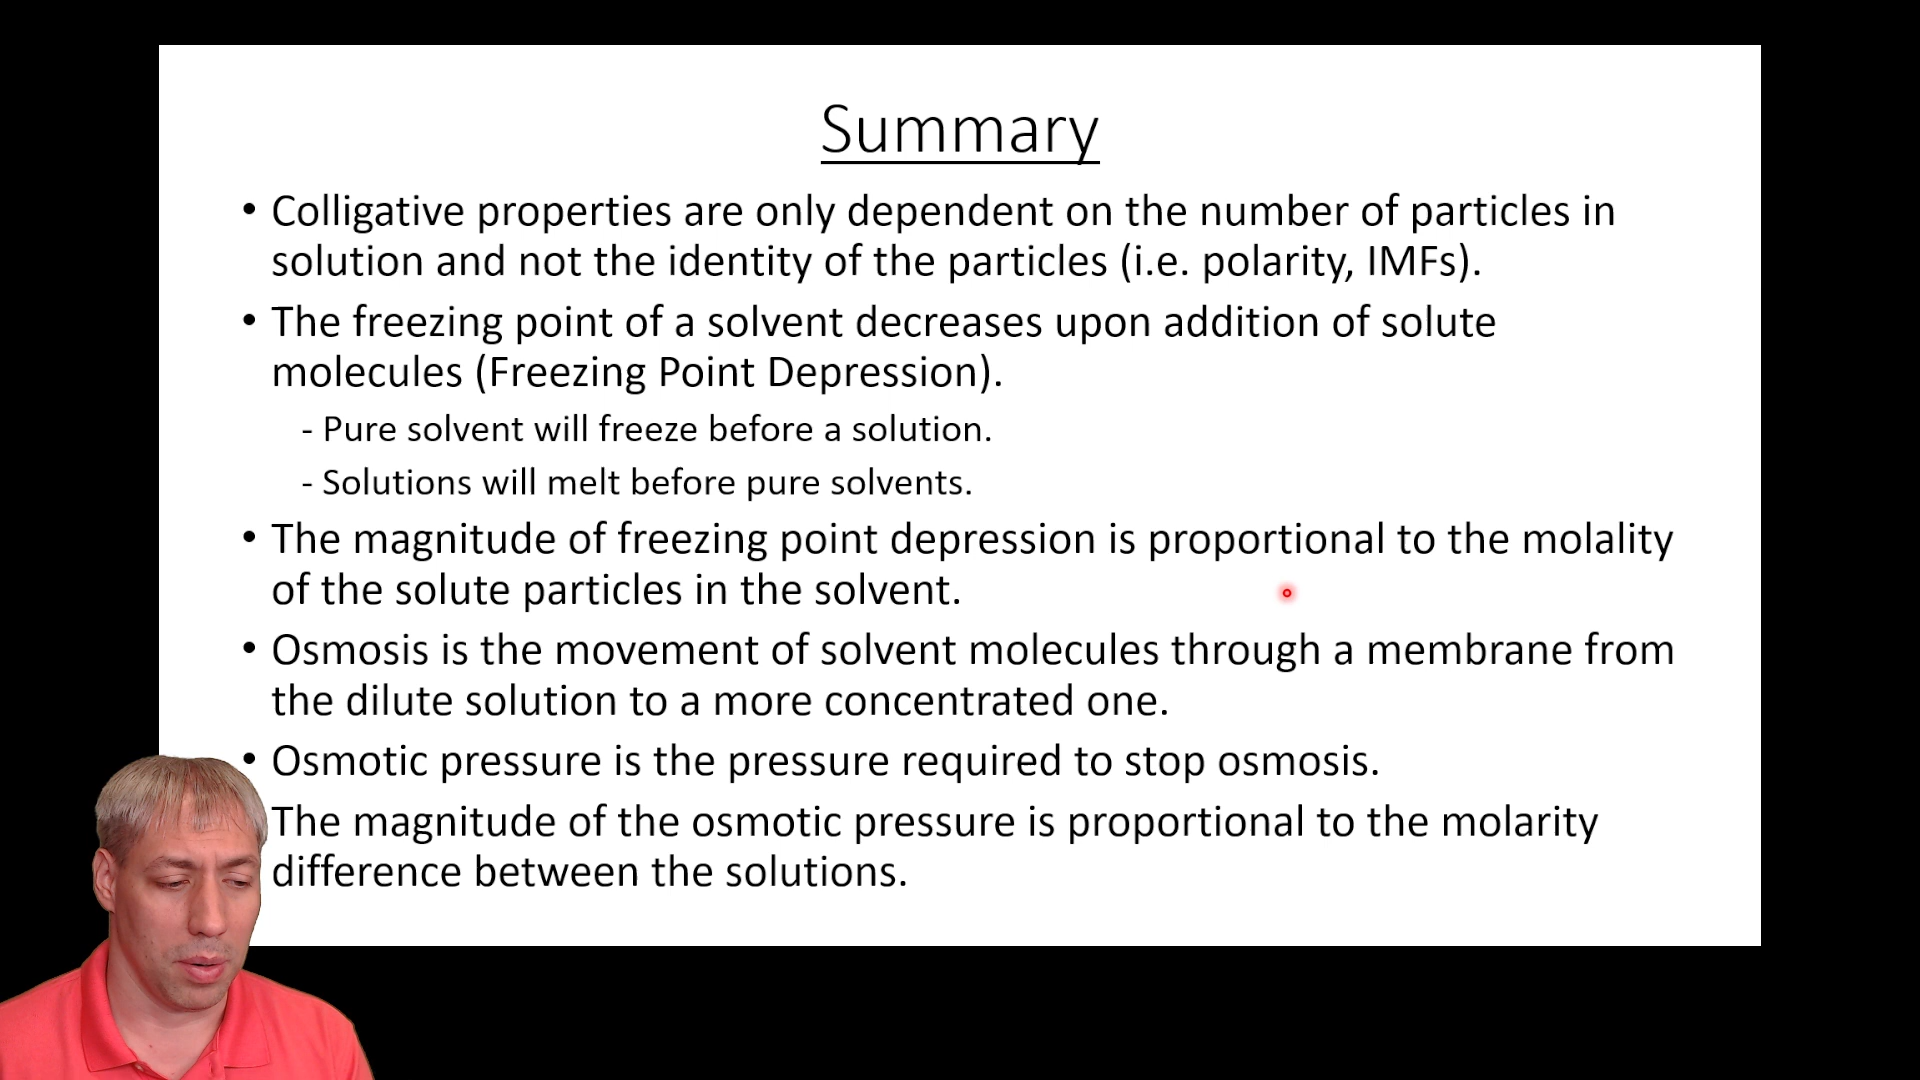 Summary
• Colligative properties are only dependent on the number of particles in
solution and not the identity of the particles (i.e. polarity, IMFs).
• The freezing point of a solvent decreases upon addition of solute
molecules (Freezing Point Depression).
- Pure solvent will freeze before a solution.
- Solutions will melt before pure solvents.
• The magnitude of freezing point depression is proportional to the molality
of the solute particles in the solvent.
• Osmosis is the movement of solvent molecules through a membrane from
the dilute solution to a more concentrated one.
• Osmotic pressure is the pressure required to stop osmosis.
The magnitude of the osmotic pressure is proportional to the molarity
difference between the solutions.